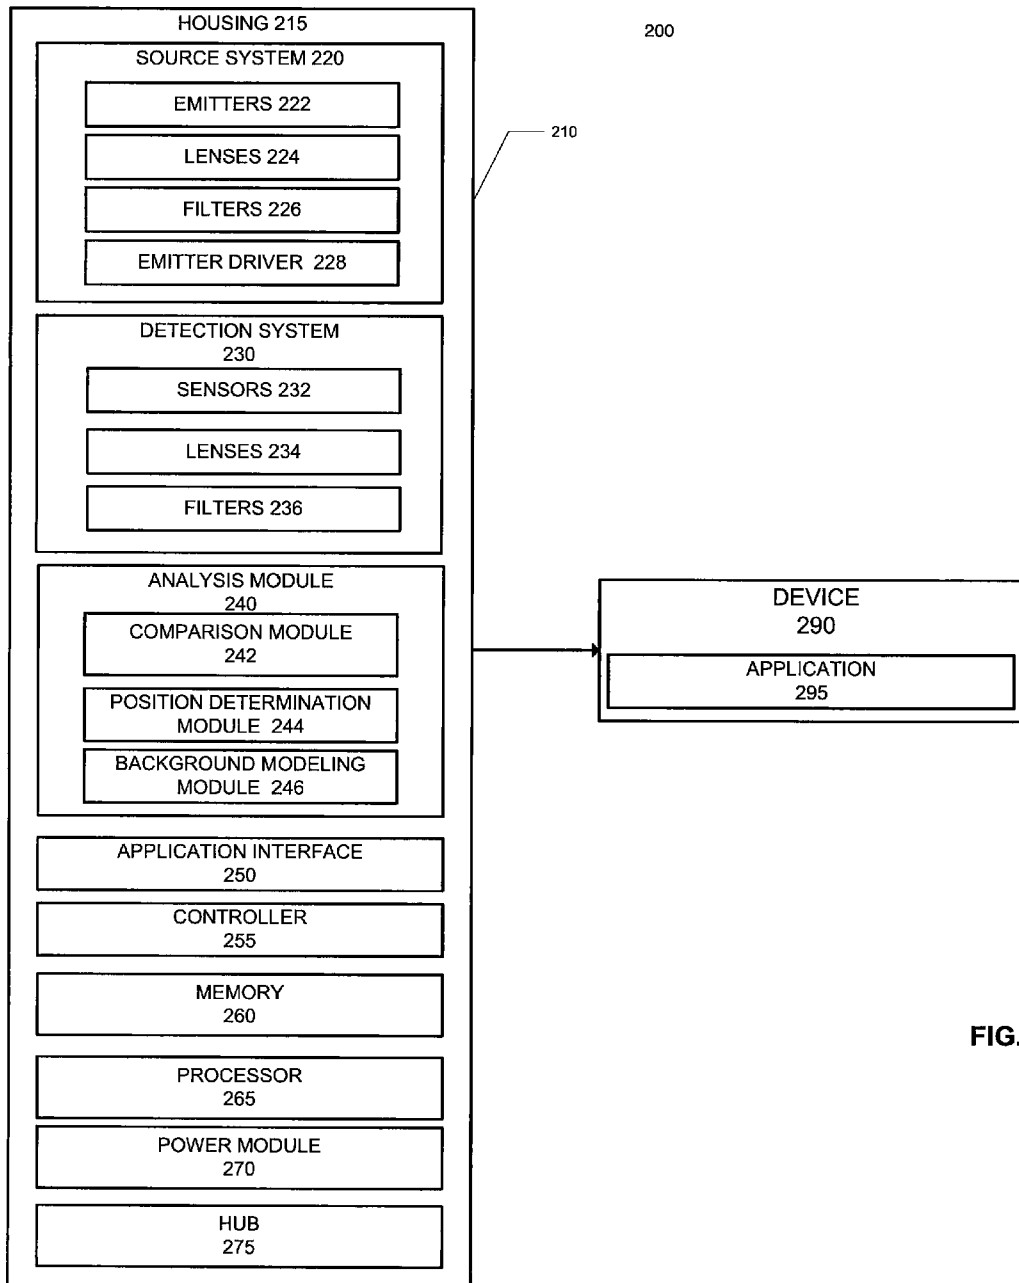 HOUSING 215
200
SOURCE SYSTEM 220
EMITTERS 222
210
LENSES 224
FILTERS 226
EMITTER DRIVER 228
DETECTION SYSTEM
230
SENSORS 232
LENSES 234
FILTERS 236
ANALYSIS MODULE
240
COMPARISON MODULE
242
POSITION DETERMINATION
MODULE 244
BACKGROUND MODELING
MODULE 246
DEVICE
290
APPLICATION
295
APPLICATION INTERFACE
250
CONTROLLER
255
MEMORY
260
FIG.
PROCESSOR
265
POWER MODULE
270
HUB
275